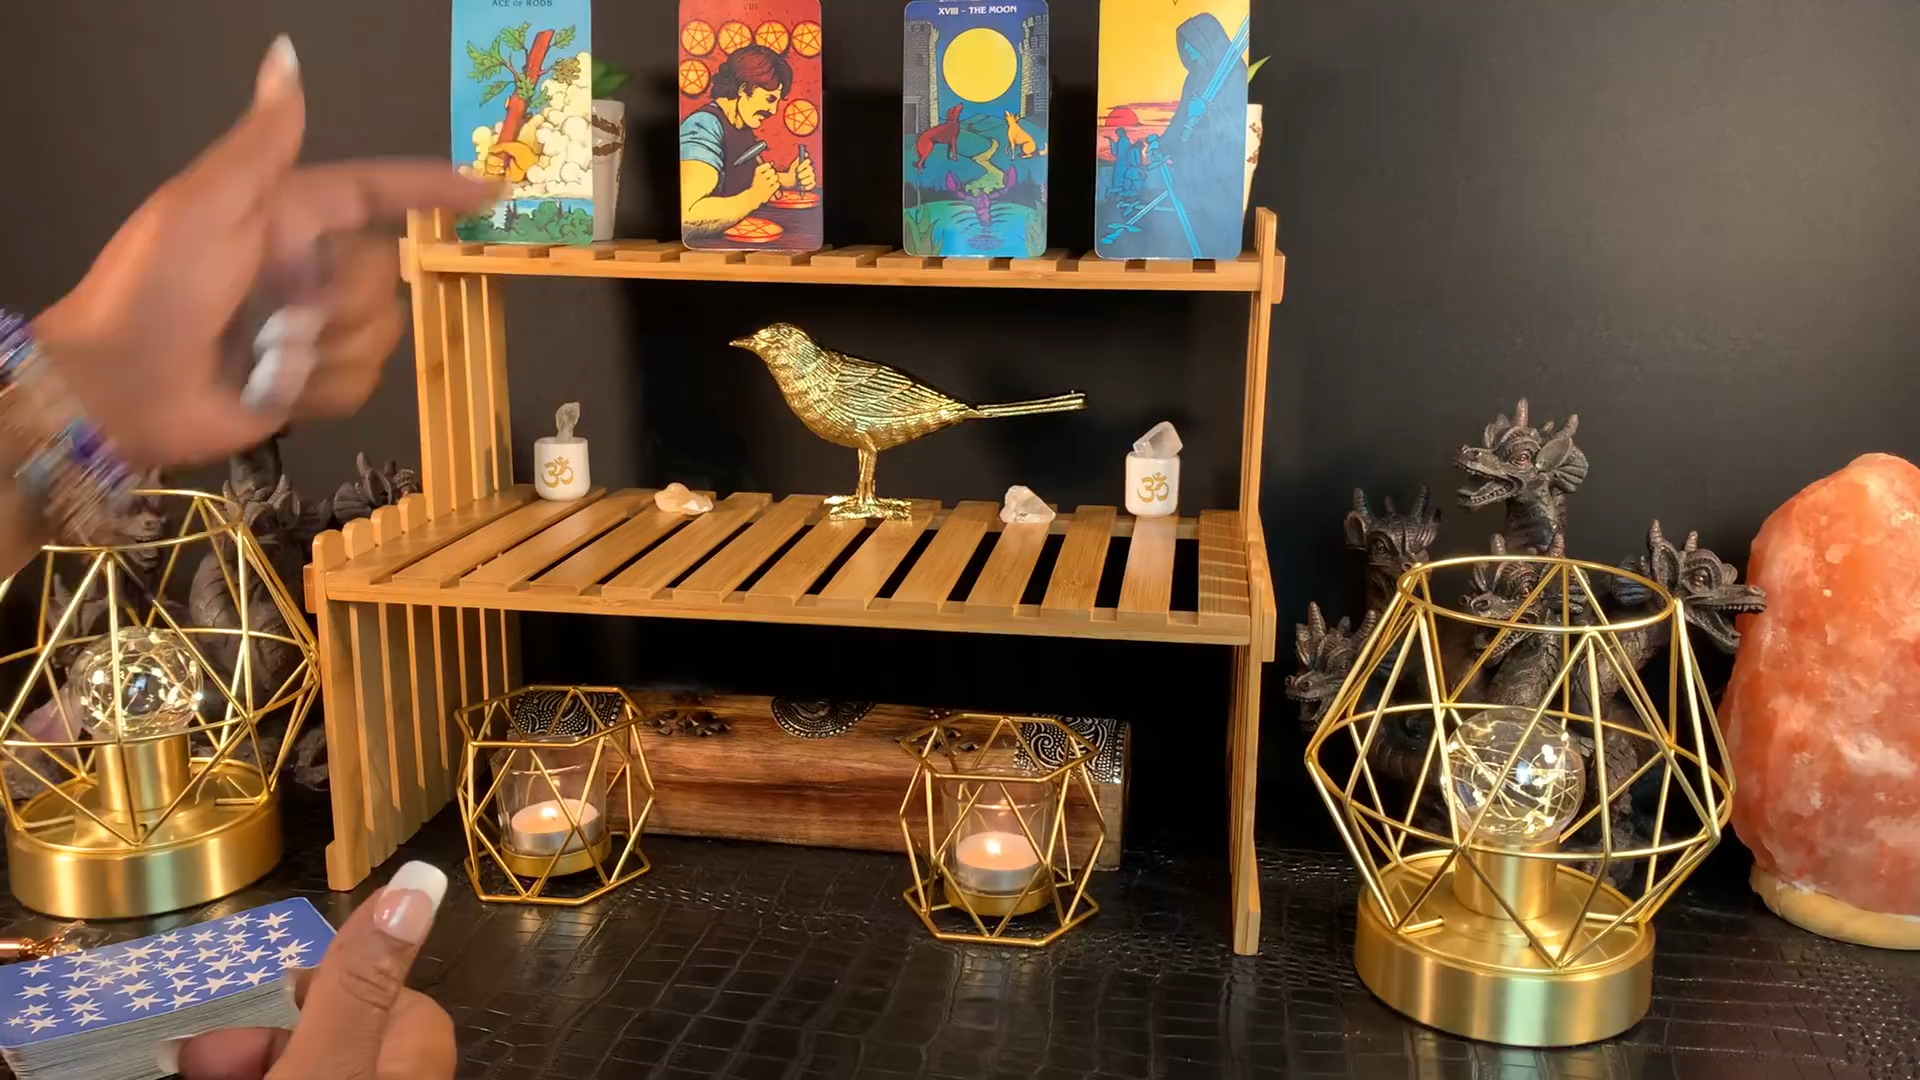 ACE OF RODS
VIII
XVIII – THE MOON
V
ॐ
ॐ